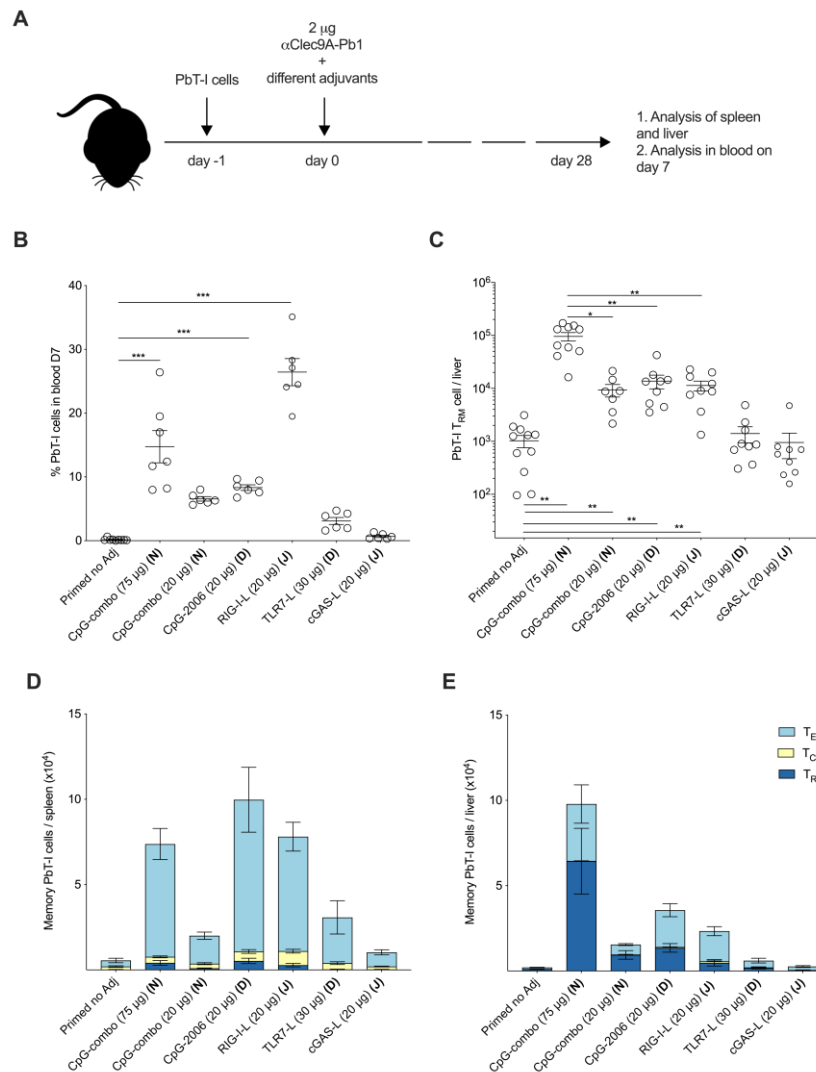 A
2 µg
αClec9A-Pb1
+
different adjuvants
PbT-I cells
day -1
day 0
day 28
1. Analysis of spleen
and liver
2. Analysis in blood on
day 7
B
% PbT-I cells in blood D7
40
30
20
10
0
***
***
***
Primed no Adj
CpG-combo (75 µg) (N)
CpG-combo (20 µg) (N)
CpG-2006 (20 µg) (D)
RIG-I-L (20 µg) (J)
TLR7-L (30 µg) (D)
cGAS-L (20 µg) (J)
C
PbT-I TRM cell / liver
10⁶
10⁵
10⁴
10³
10²
**
**
*
**
**
**
**
Primed no Adj
CpG-combo (75 µg) (N)
CpG-combo (20 µg) (N)
CpG-2006 (20 µg) (D)
RIG-I-L (20 µg) (J)
TLR7-L (30 µg) (D)
cGAS-L (20 µg) (J)
D
Memory PbT-I cells / spleen (x10⁴)
15
10
5
Primed no Adj
CpG-combo (75 µg) (N)
CpG-combo (20 µg) (N)
CpG-2006 (20 µg) (D)
RIG-I-L (20 µg) (J)
TLR7-L (30 µg) (D)
cGAS-L (20 µg) (J)
E
Memory PbT-I cells / liver (x10⁴)
15
10
5
TE
TC
TR
Primed no Adj
CpG-combo (75 µg) (N)
CpG-combo (20 µg) (N)
CpG-2006 (20 µg) (D)
RIG-I-L (20 µg) (J)
TLR7-L (30 µg) (D)
cGAS-L (20 µg) (J)